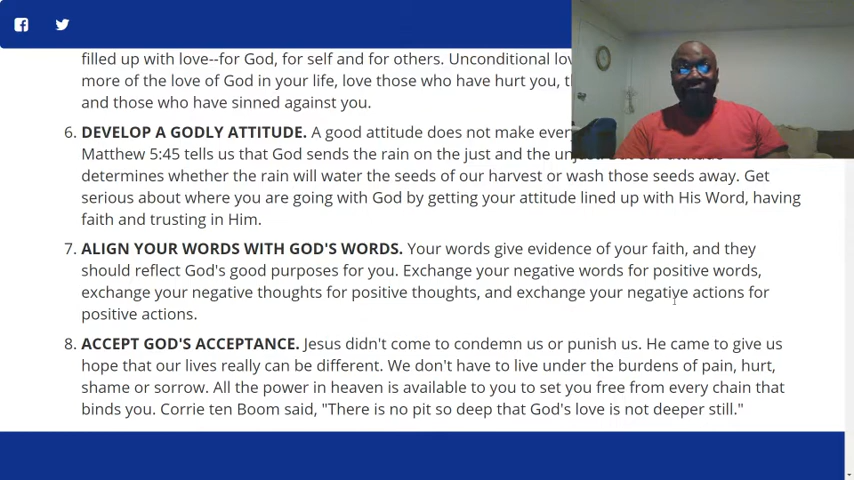 filled up with love--for God, for self and for others. Unconditional
more of the love of God in your life, love those who have hurt you,
and those who have sinned against you.
6. DEVELOP A GODLY ATTITUDE. A good attitude does not make
Matthew 5:45 tells us that God sends the rain on the just and the
determines whether the rain will water the seeds of our harvest or wash those seeds away. Get
serious about where you are going with God by getting your attitude lined up with His Word, having
faith and trusting in Him.
7. ALIGN YOUR WORDS WITH GOD'S WORDS. Your words give evidence of your faith, and they
should reflect God's good purposes for you. Exchange your negative words for positive words,
exchange your negative thoughts for positive thoughts, and exchange your negative actions for
positive actions.
8. ACCEPT GOD'S ACCEPTANCE. Jesus didn't come to condemn us or punish us. He came to give us
hope that our lives really can be different. We don't have to live under the burdens of pain, hurt,
shame or sorrow. All the power in heaven is available to you to set you free from every chain that
binds you. Corrie ten Boom said, "There is no pit so deep that God's love is not deeper still."